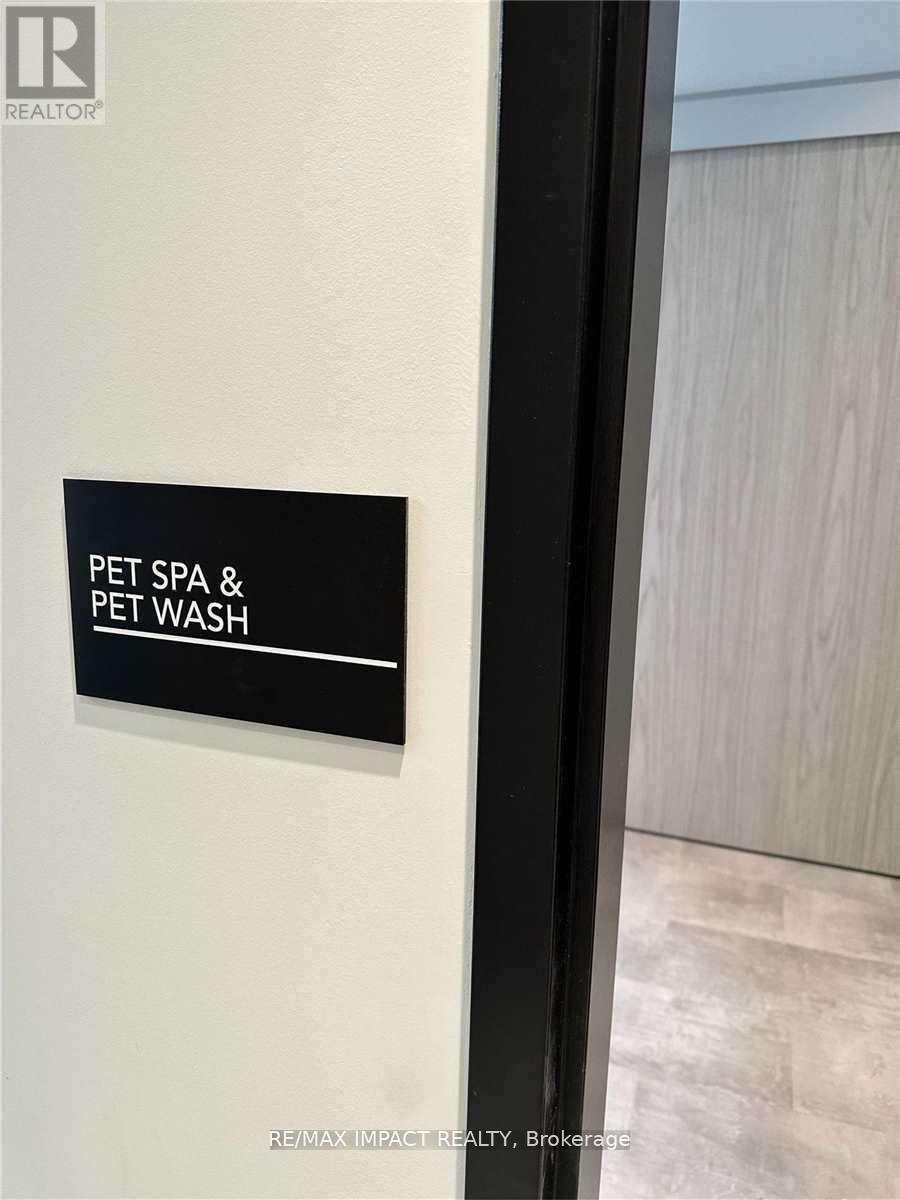 R
REALTOR®
PET SPA &
PET WASH
RE/MAX IMPACT REALTY, Brokerage